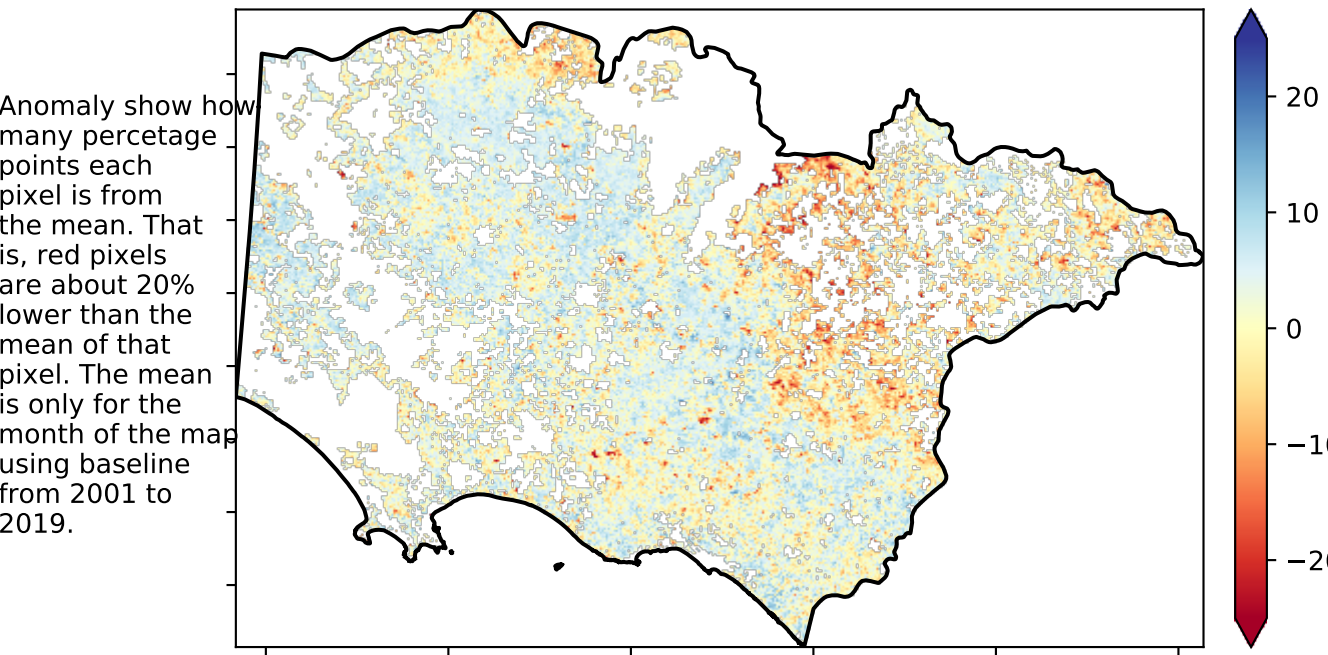 Anomaly show how
many percetage
points each
pixel is from
the mean. That
is, red pixels
are about 20%
lower than the
mean of that
pixel. The mean
is only for the
month of the map
using baseline
from 2001 to
2019.
20
10
0
−10
−20